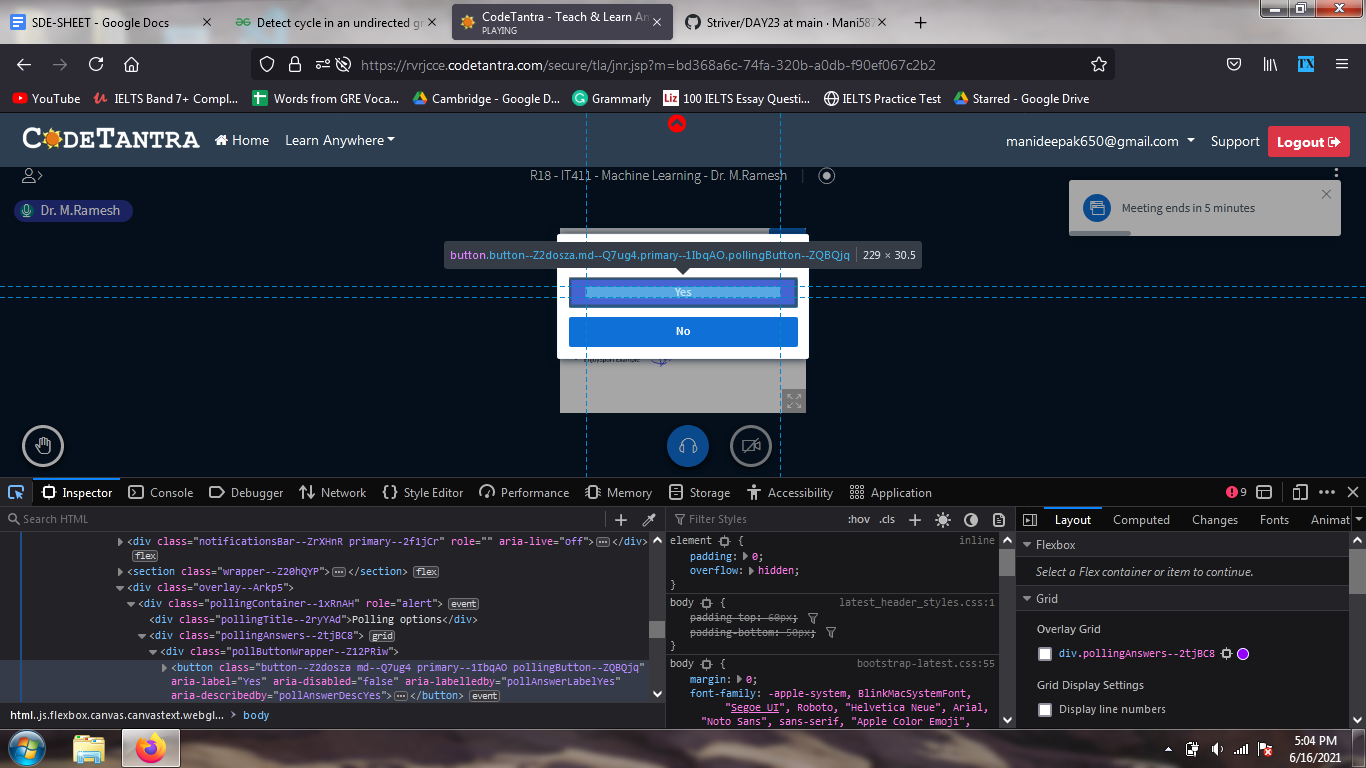 SDE-SHEET - Google Docs
Detect cycle in an undirected gr
CodeTantra - Teach & Learn An
PLAYING
Striver/DAY23 at main · Mani587
https://rvrjcce.codetantra.com/secure/tla/jnr.jsp?m=bd368a6c-74fa-320b-a0db-f90ef067c2b2
YouTube
IELTS Band 7+ Compl...
Words from GRE Voca...
Cambridge - Google D...
Grammarly
Liz 100 IELTS Essay Questi...
IELTS Practice Test
Starred - Google Drive
CODETANTRA
Home
Learn Anywhere
manideepak650@gmail.com
Support
Logout
R18 - IT411 - Machine Learning - Dr. M.Ramesh
Dr. M.Ramesh
Meeting ends in 5 minutes
button.button--Z2dosza.md--Q7ug4.primary--1IbqAO.pollingButton--ZQBQjq 229 × 30.5
Yes
No
EnjoySport Example
Inspector
Console
Debugger
Network
Style Editor
Performance
Memory
Storage
Accessibility
Application
9
Search HTML
<div class="notificationsBar--ZrXHnR primary--2f1jCr" role="" aria-live="off"></div>
flex
<section class="wrapper--Z20hQYP"></section> flex
<div class="overlay--Arkp5">
<div class="pollingContainer--1xRnAH" role="alert"> event
<div class="pollingTitle--2ryYAd">Polling options</div>
<div class="pollingAnswers--2tjBC8"> grid
<div class="pollButtonWrapper--Z12PRiw">
<button class="button--Z2dosza md--Q7ug4 primary--1IbqAO pollingButton--ZQBQjq"
aria-label="Yes" aria-disabled="false" aria-labelledby="pollAnswerLabelYes"
aria-describedby="pollAnswerDescYes"></button> event
html.js.flexbox.canvas.canvastext.webgl...
body
Filter Styles
:hov .cls
element { inline
padding: 0;
overflow: hidden;
}
body { latest_header_styles.css:1
padding-top: 60px;
padding-bottom: 50px;
}
body { bootstrap-latest.css:55
margin: 0;
font-family: -apple-system, BlinkMacSystemFont,
"Segoe UI", Roboto, "Helvetica Neue", Arial,
"Noto Sans", sans-serif, "Apple Color Emoji",
Layout
Computed
Changes
Fonts
Animat
Flexbox
Select a Flex container or item to continue.
Grid
Overlay Grid
div.pollingAnswers--2tjBC8
Grid Display Settings
Display line numbers
5:04 PM
6/16/2021